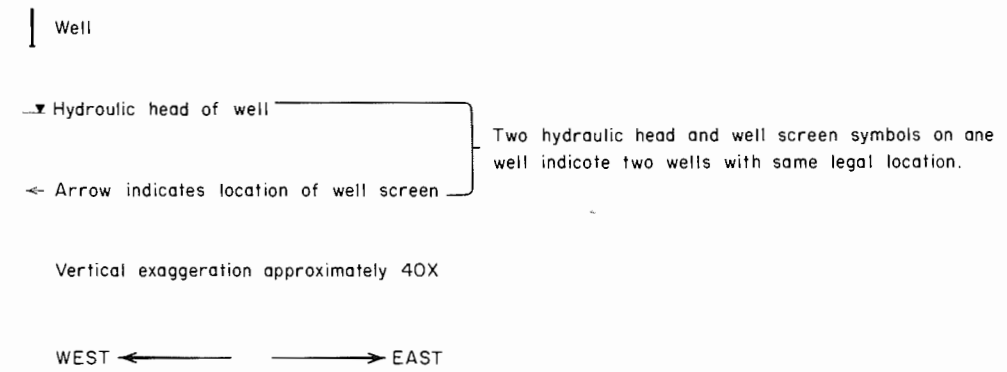 Well
Hydroulic head of well
Two hydraulic head and well screen symbols on one
well indicote two wells with same legal location.
Arrow indicates location of well screen
Vertical exaggeration approximately 40X
WEST EAST